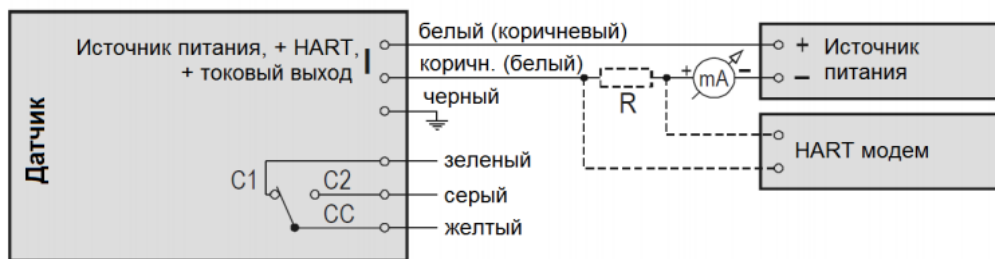 Датчик
Источник питания, + HART,
+ токовый выход
I
белый (коричневый)
коричн. (белый)
черный
зеленый
серый
желтый
C1
C2
CC
R
+ mA −
+ Источник
− питания
HART модем